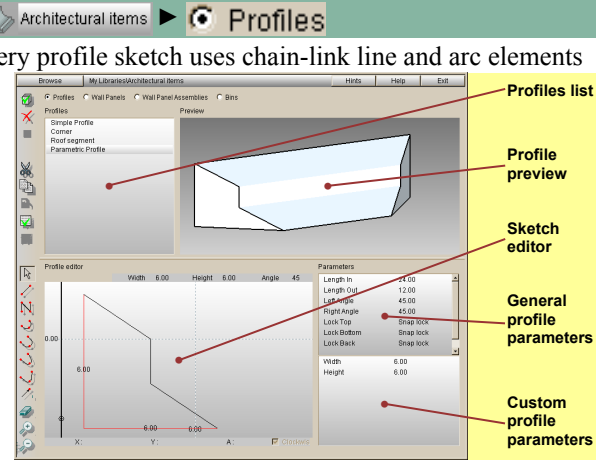 Architectural items ► Profiles
ery profile sketch uses chain-link line and arc elements
Browse My Libraries\Architectural items Hints Help Exit
Profiles Wall Panels Wall Panel Assemblies Bins
Profiles Preview
Simple Profile
Corner
Roof segment
Parametric Profile
Profiles list
Profile
preview
Sketch
editor
Profile editor
Width 6.00 Height 6.00 Angle 45
0.00
6.00
6.00 6.00
X: Y: A: Clockwis
Parameters
Length In 24.00
Length Out 12.00
Left Angle 45.00
Right Angle 45.00
Lock Top Snap lock
Lock Bottom Snap lock
Lock Back Snap lock
Width 6.00
Height 6.00
General
profile
parameters
Custom
profile
parameters